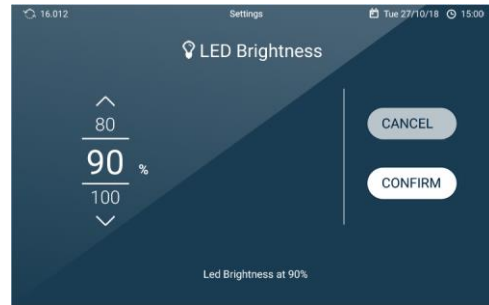 16.012 Settings Tue 27/10/18 15:00
LED Brightness
80
90 %
100
CANCEL
CONFIRM
Led Brightness at 90%